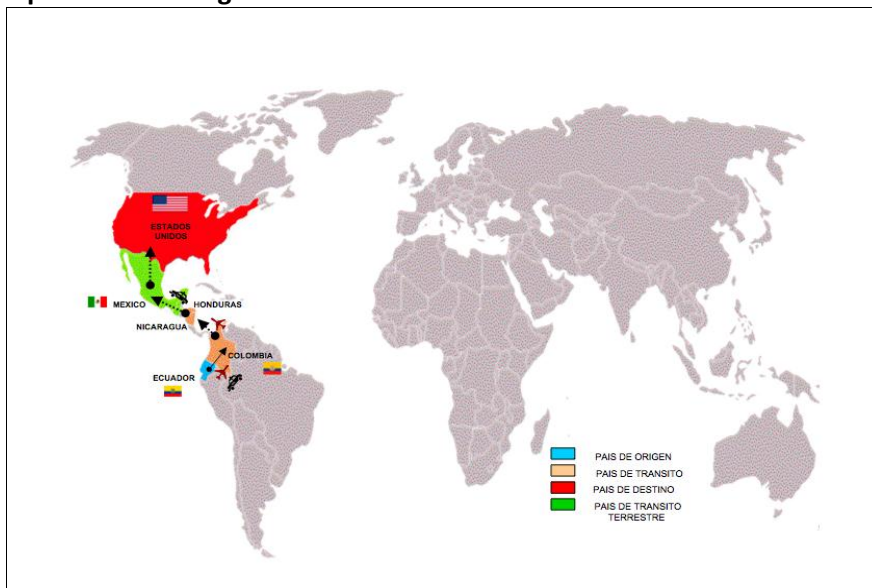 ESTADOS
UNIDOS
MEXICO
HONDURAS
NICARAGUA
COLOMBIA
ECUADOR
PAIS DE ORIGEN
PAIS DE TRANSITO
PAIS DE DESTINO
PAIS DE TRANSITO
TERRESTRE